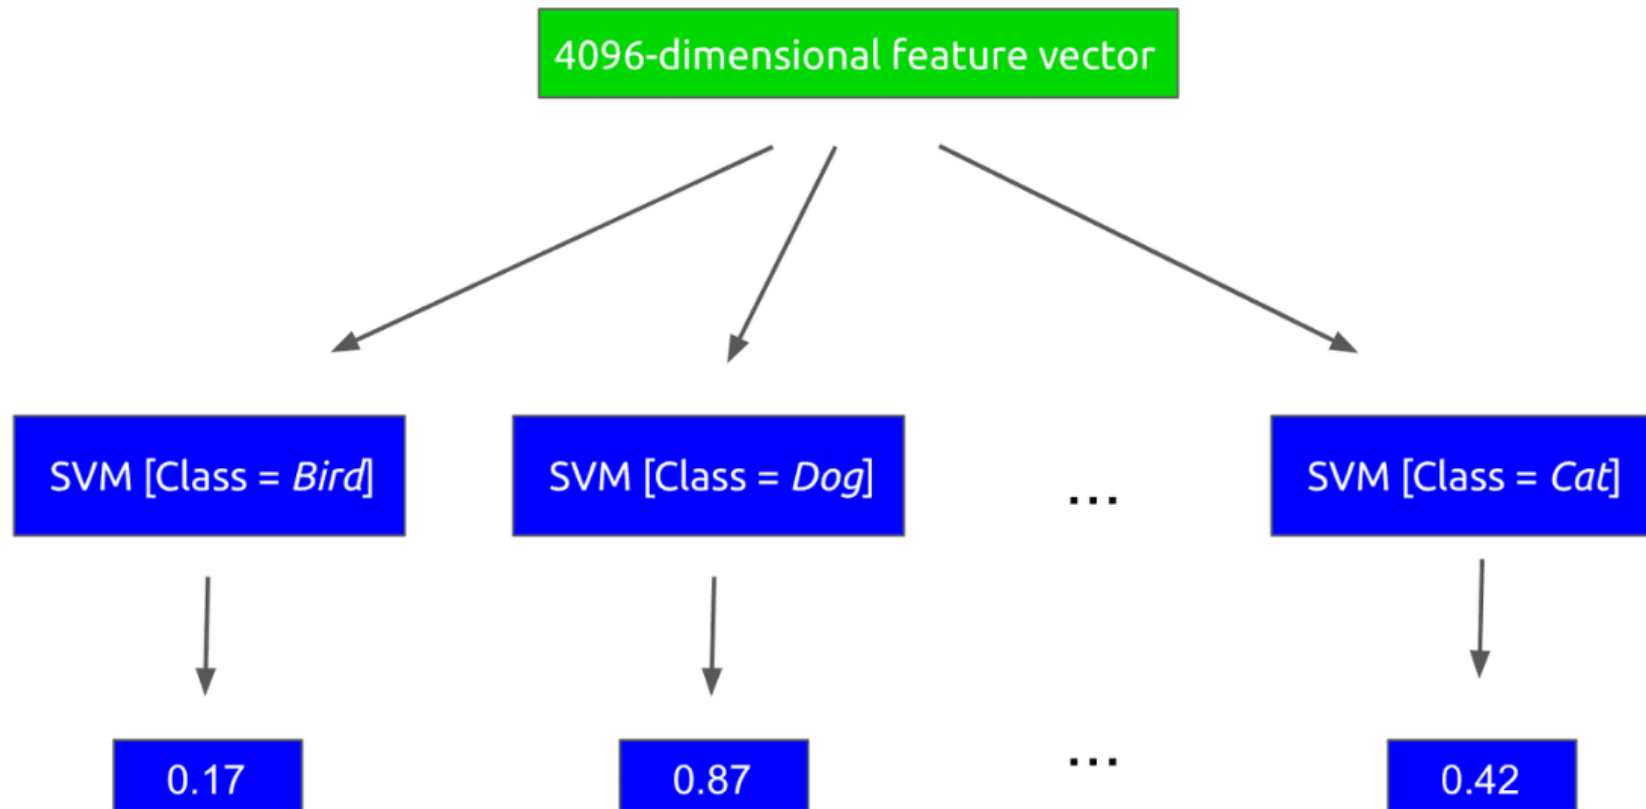 4096-dimensional feature vector
SVM [Class = Bird]
SVM [Class = Dog]
...
SVM [Class = Cat]
0.17
0.87
...
0.42